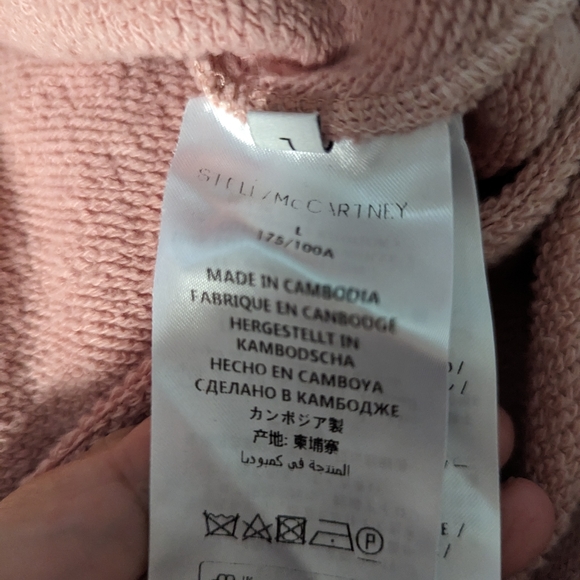 L
STELLA McCARTNEY
L
175/100A
MADE IN CAMBODIA
FABRIQUE EN CANBODGE
HERGESTELLT IN
KAMBODSCHA
HECHO EN CAMBOYA
СДЕЛАНО В КАМБОДЖЕ
カンボジア製
产地: 柬埔寨
المنتجة في كمبوديا
P
E /